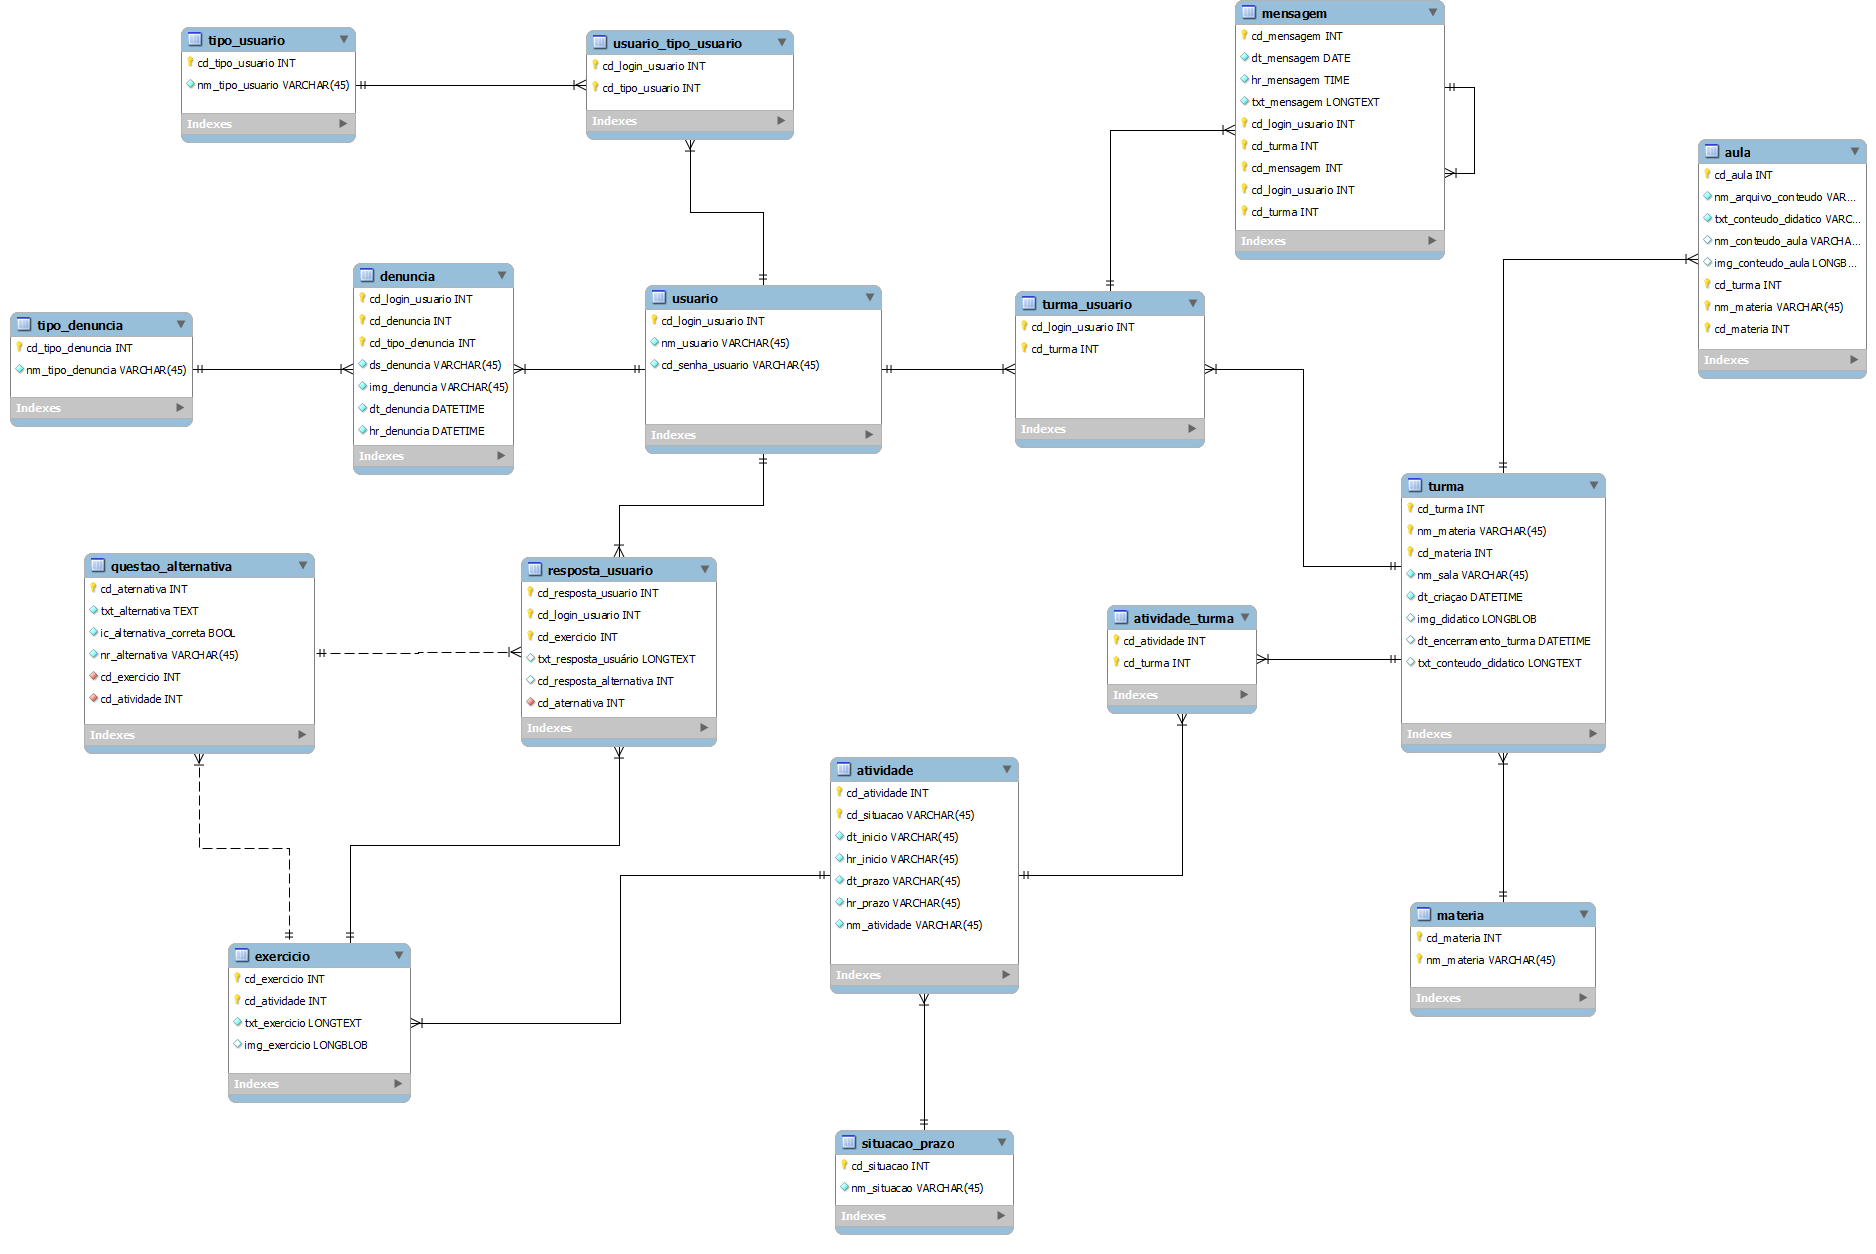 tipo_usuario
cd_tipo_usuario INT
nm_tipo_usuario VARCHAR(45)
Indexes
usuario_tipo_usuario
cd_login_usuario INT
cd_tipo_usuario INT
Indexes
mensagem
cd_mensagem INT
dt_mensagem DATE
hr_mensagem TIME
txt_mensagem LONGTEXT
cd_login_usuario INT
cd_turma INT
cd_mensagem INT
cd_login_usuario INT
cd_turma INT
Indexes
aula
cd_aula INT
nm_arquivo_conteudo VAR...
txt_conteudo_didatico VARC...
nm_conteudo_aula VARCHA...
img_conteudo_aula LONGB...
cd_turma INT
nm_materia VARCHAR(45)
cd_materia INT
Indexes
tipo_denuncia
cd_tipo_denuncia INT
nm_tipo_denuncia VARCHAR(45)
Indexes
denuncia
cd_login_usuario INT
cd_denuncia INT
cd_tipo_denuncia INT
ds_denuncia VARCHAR(45)
img_denuncia VARCHAR(45)
dt_denuncia DATETIME
hr_denuncia DATETIME
Indexes
usuario
cd_login_usuario INT
nm_usuario VARCHAR(45)
cd_senha_usuario VARCHAR(45)
Indexes
turma_usuario
cd_login_usuario INT
cd_turma INT
Indexes
turma
cd_turma INT
nm_materia VARCHAR(45)
cd_materia INT
nm_sala VARCHAR(45)
dt_criaçao DATETIME
img_didatico LONGBLOB
dt_encerramento_turma DATETIME
txt_conteudo_didatico LONGTEXT
Indexes
questao_alternativa
cd_aternativa INT
txt_alternativa TEXT
ic_alternativa_correta BOOL
nr_alternativa VARCHAR(45)
cd_exercicio INT
cd_atividade INT
Indexes
resposta_usuario
cd_resposta_usuario INT
cd_login_usuario INT
cd_exercicio INT
txt_resposta_usuário LONGTEXT
cd_resposta_alternativa INT
cd_aternativa INT
Indexes
atividade_turma
cd_atividade INT
cd_turma INT
Indexes
atividade
cd_atividade INT
cd_situacao VARCHAR(45)
dt_inicio VARCHAR(45)
hr_inicio VARCHAR(45)
dt_prazo VARCHAR(45)
hr_prazo VARCHAR(45)
nm_atividade VARCHAR(45)
Indexes
materia
cd_materia INT
nm_materia VARCHAR(45)
Indexes
exercicio
cd_exercicio INT
cd_atividade INT
txt_exercicio LONGTEXT
img_exercicio LONGBLOB
Indexes
situacao_prazo
cd_situacao INT
nm_situacao VARCHAR(45)
Indexes